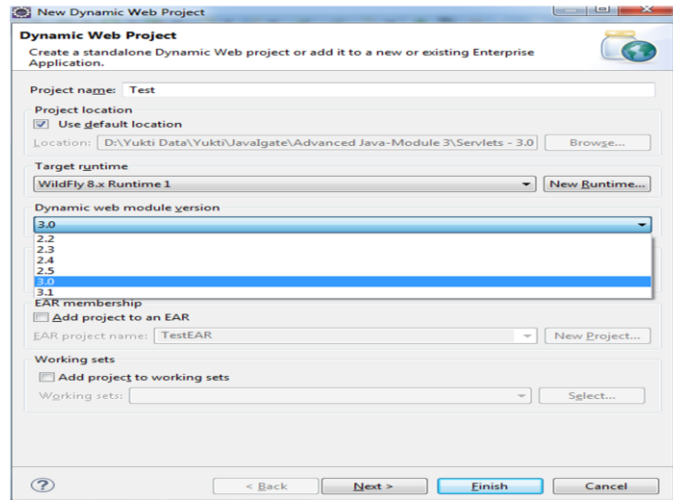 New Dynamic Web Project
Dynamic Web Project
Create a standalone Dynamic Web project or add it to a new or existing Enterprise
Application.
Project name: Test
Project location
Use default location
Location: D:\Yukti Data\Yukti\JavaIgate\Advanced Java-Module 3\Servlets - 3.0 Browse...
Target runtime
WildFly 8.x Runtime 1 New Runtime...
Dynamic web module version
3.0
2.2
2.3
2.4
2.5
3.0
3.1
EAR membership
Add project to an EAR
EAR project name: TestEAR New Project...
Working sets
Add project to working sets
Working sets: Select...
? < Back Next > Finish Cancel